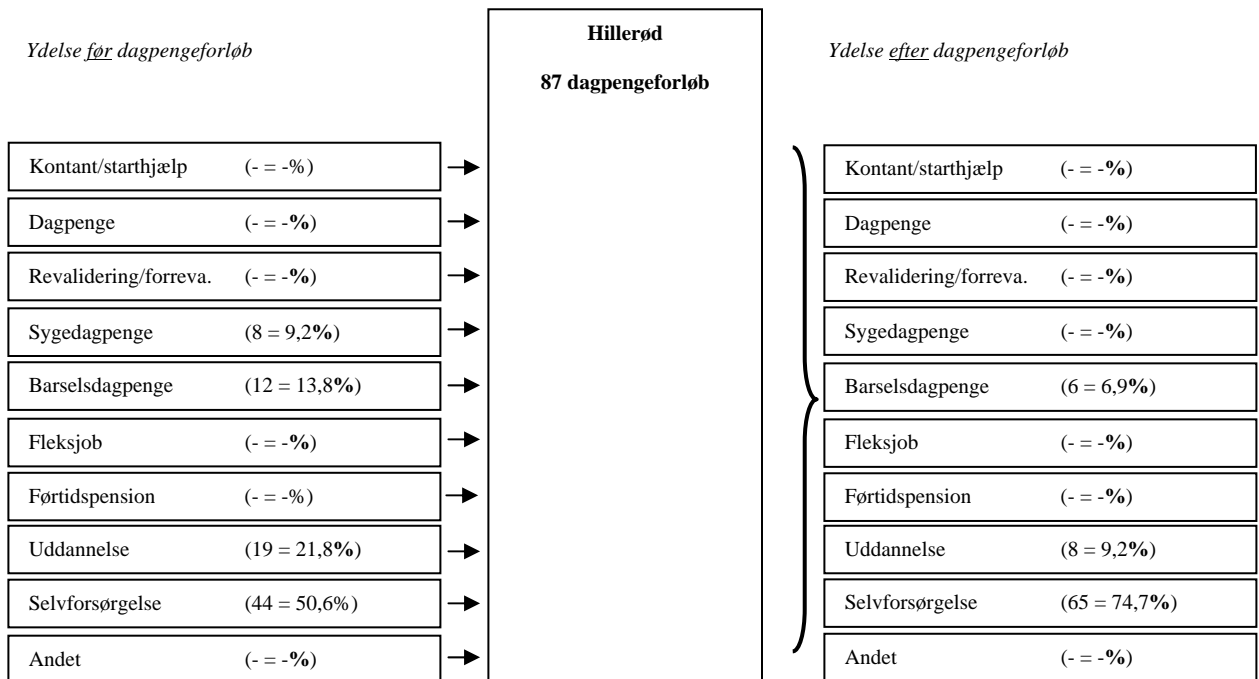 Ydelse før dagpengeforløb
Hillerød
87 dagpengeforløb
Ydelse efter dagpengeforløb
Kontant/starthjælp (- = -%)
Dagpenge (- = -%)
Revalidering/forreva. (- = -%)
Sygedagpenge (8 = 9,2%)
Barselsdagpenge (12 = 13,8%)
Fleksjob (- = -%)
Førtidspension (- = -%)
Uddannelse (19 = 21,8%)
Selvforsørgelse (44 = 50,6%)
Andet (- = -%)
Kontant/starthjælp (- = -%)
Dagpenge (- = -%)
Revalidering/forreva. (- = -%)
Sygedagpenge (- = -%)
Barselsdagpenge (6 = 6,9%)
Fleksjob (- = -%)
Førtidspension (- = -%)
Uddannelse (8 = 9,2%)
Selvforsørgelse (65 = 74,7%)
Andet (- = -%)